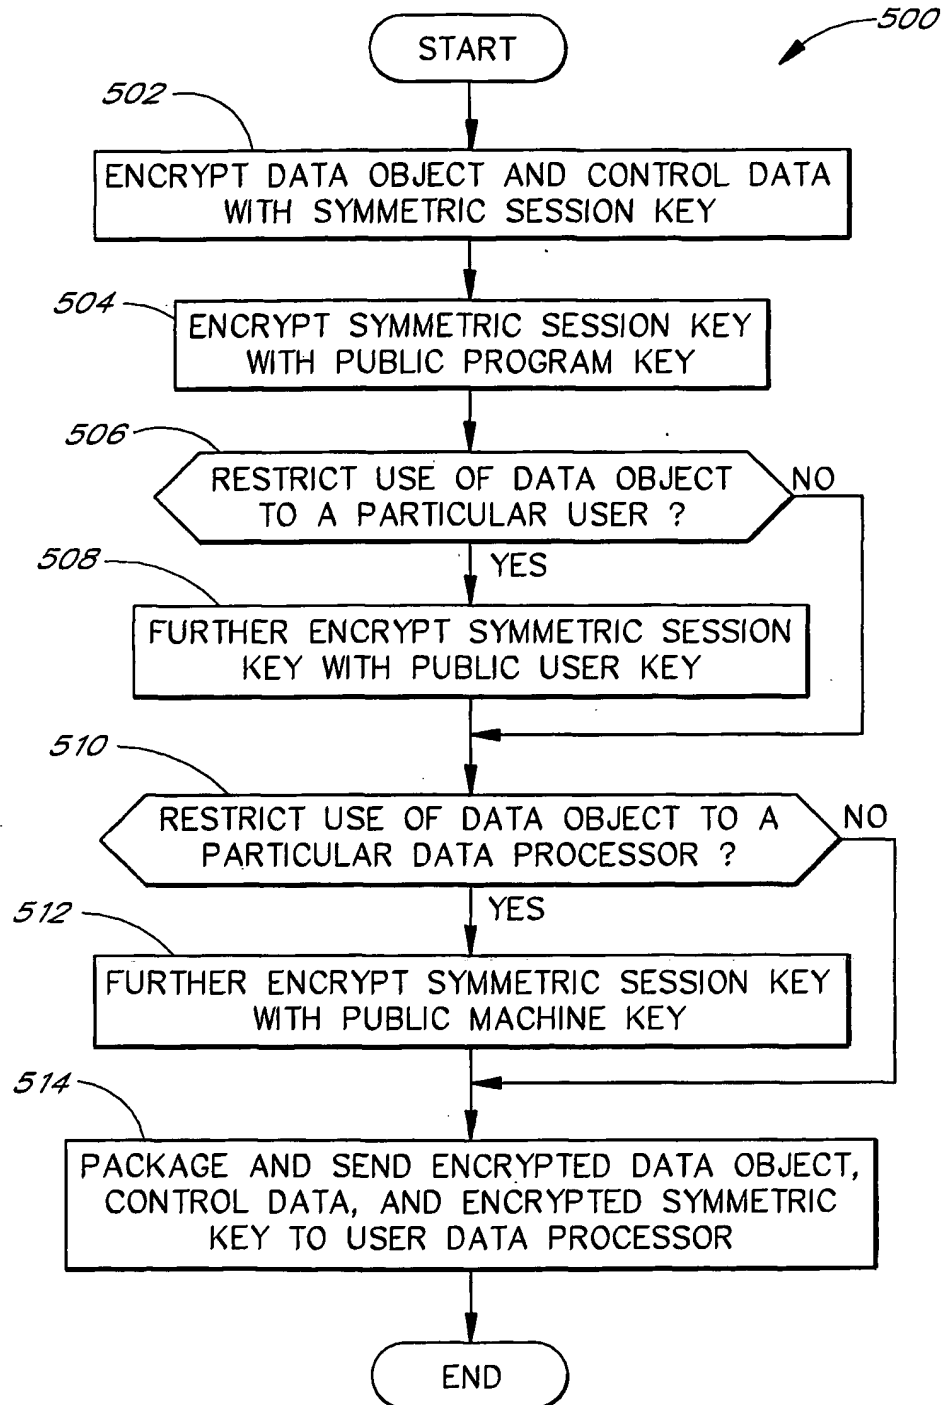 500
START
502
ENCRYPT DATA OBJECT AND CONTROL DATA
WITH SYMMETRIC SESSION KEY
504
ENCRYPT SYMMETRIC SESSION KEY
WITH PUBLIC PROGRAM KEY
506
RESTRICT USE OF DATA OBJECT
TO A PARTICULAR USER ?
NO
YES
508
FURTHER ENCRYPT SYMMETRIC SESSION
KEY WITH PUBLIC USER KEY
510
RESTRICT USE OF DATA OBJECT TO A
PARTICULAR DATA PROCESSOR ?
NO
YES
512
FURTHER ENCRYPT SYMMETRIC SESSION KEY
WITH PUBLIC MACHINE KEY
514
PACKAGE AND SEND ENCRYPTED DATA OBJECT,
CONTROL DATA, AND ENCRYPTED SYMMETRIC
KEY TO USER DATA PROCESSOR
END